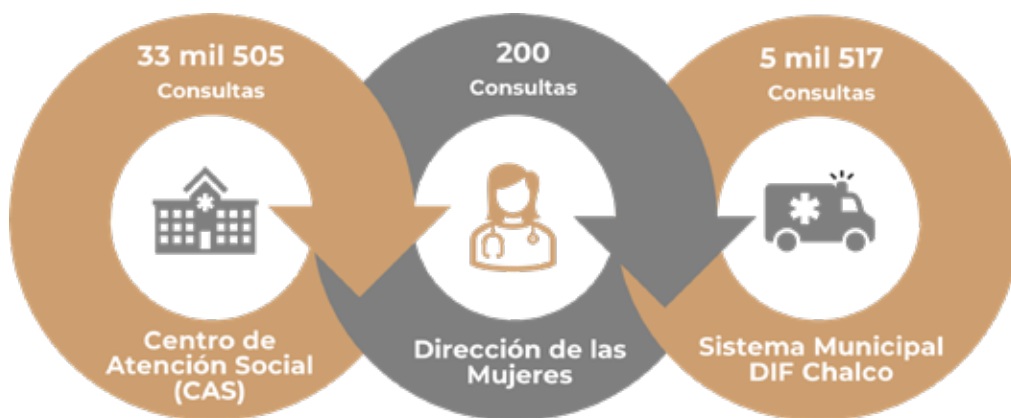 33 mil 505
Consultas
Centro de
Atención Social
(CAS)
200
Consultas
Dirección de las
Mujeres
5 mil 517
Consultas
Sistema Municipal
DIF Chalco